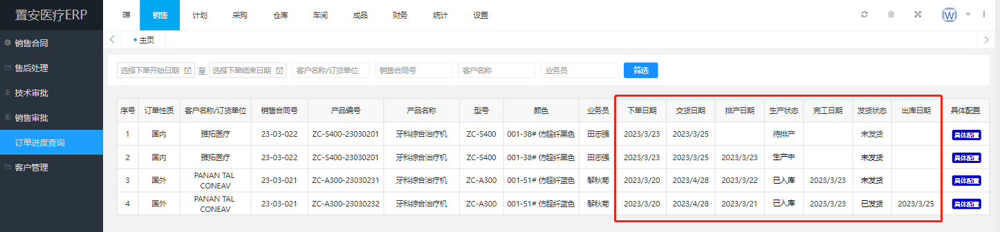 置安医疗ERP
销售 计划 采购 仓库 车间 成品 财务 统计 设置
W
销售合同
售后处理
技术审批
销售审批
订单进度查询
客户管理
主页
选择下单开始日期 至 选择下单结束日期 客户名称/订货单位 销售合同号 客户名称 业务员 筛选
序号 订单性质 客户名称/订货单位 销售合同号 产品编号 产品名称 型号 颜色 业务员 下单日期 交货日期 排产日期 生产状态 完工日期 发货状态 出库日期 具体配置
1 国内 雅拓医疗 23-03-022 ZC-S400-23030201 牙科综合治疗机 ZC-S400 001-38# 仿超纤黑色 田志强 2023/3/23 2023/3/25 待排产 未发货 具体配置
2 国内 雅拓医疗 23-03-022 ZC-S400-23030201 牙科综合治疗机 ZC-S400 001-38# 仿超纤黑色 田志强 2023/3/23 2023/3/25 2023/3/23 生产中 未发货 具体配置
3 国外 PANAN TAL CONEAV 23-03-021 ZC-A300-23030231 牙科综合治疗机 ZC-A300 001-51# 仿超纤蓝色 黎秋菊 2023/3/20 2023/4/28 2023/3/22 已入库 2023/3/23 未发货 具体配置
4 国外 PANAN TAL CONEAV 23-03-021 ZC-A300-23030232 牙科综合治疗机 ZC-A300 001-51# 仿超纤蓝色 黎秋菊 2023/3/20 2023/4/28 2023/3/21 已入库 2023/3/23 已发货 2023/3/25 具体配置